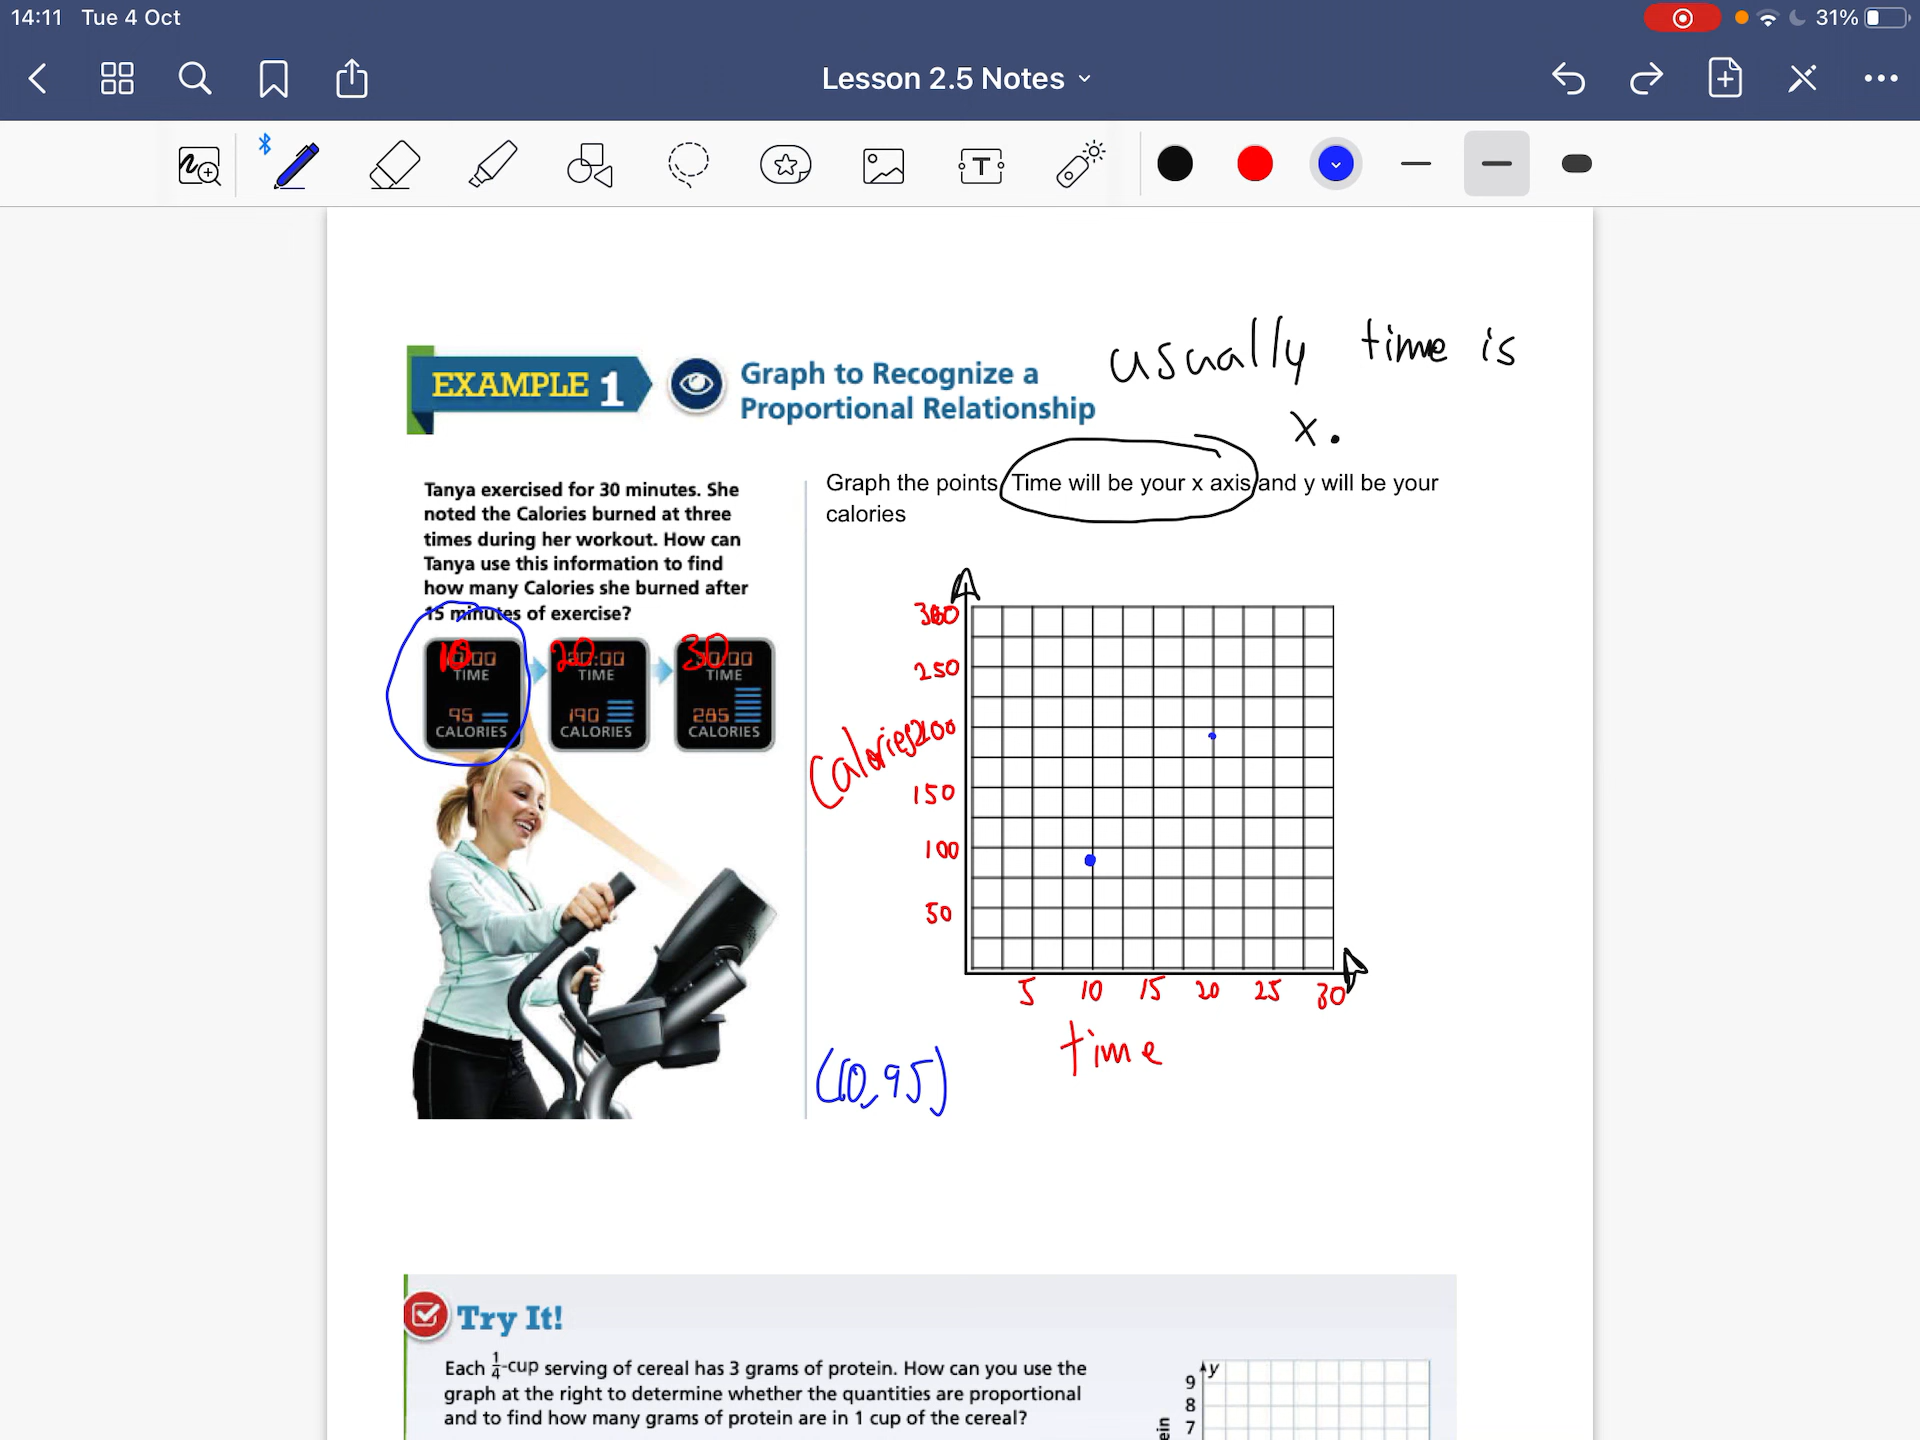 14:11 Tue 4 Oct
31%
Lesson 2.5 Notes
T
usually time is
x.
EXAMPLE 1
Graph to Recognize a
Proportional Relationship
Tanya exercised for 30 minutes. She
noted the Calories burned at three
times during her workout. How can
Tanya use this information to find
how many Calories she burned after
15 minutes of exercise?
Graph the points Time will be your x axis and y will be your
calories
10 20 30
TIME TIME TIME
95 190 285
CALORIES CALORIES CALORIES
300
250
200
150
100
50
Calories
5 10 15 20 25 30
time
(10,95)
Try It!
Each 1/4-cup serving of cereal has 3 grams of protein. How can you use the
graph at the right to determine whether the quantities are proportional
and to find how many grams of protein are in 1 cup of the cereal?
y
9
8
7
ein